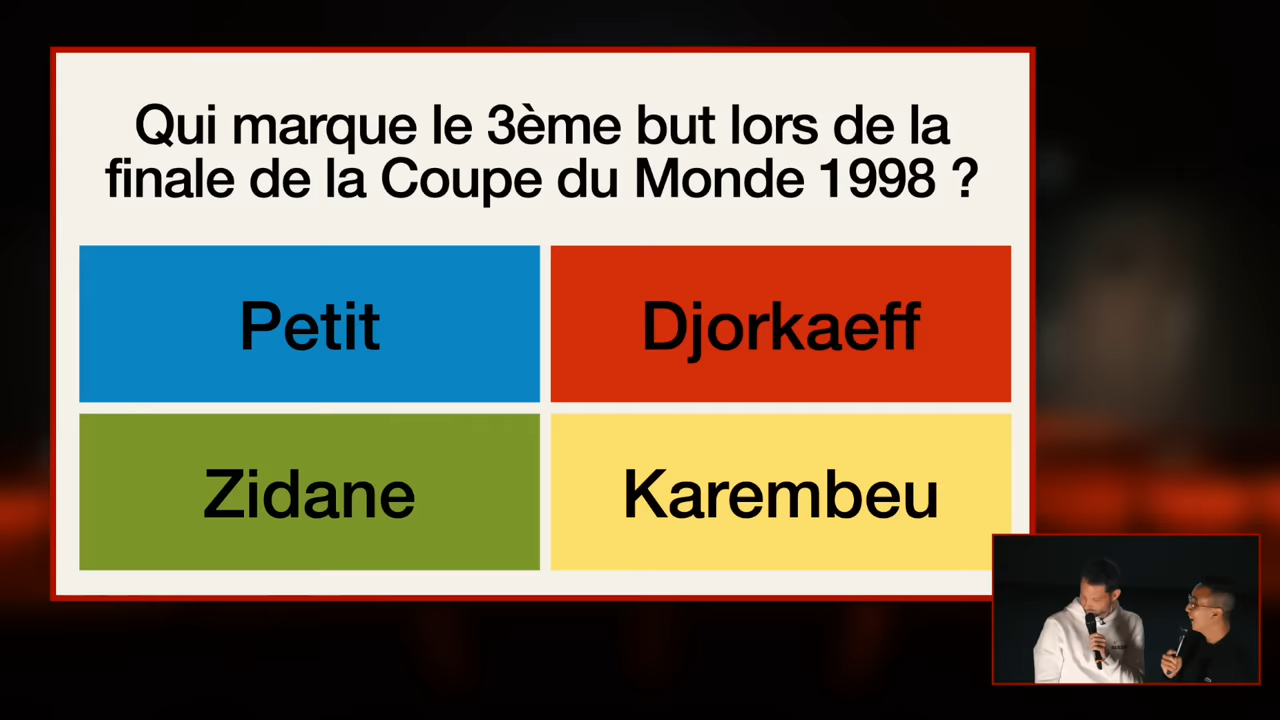 Qui marque le 3ème but lors de la
finale de la Coupe du Monde 1998 ?
Petit
Djorkaeff
Zidane
Karembeu